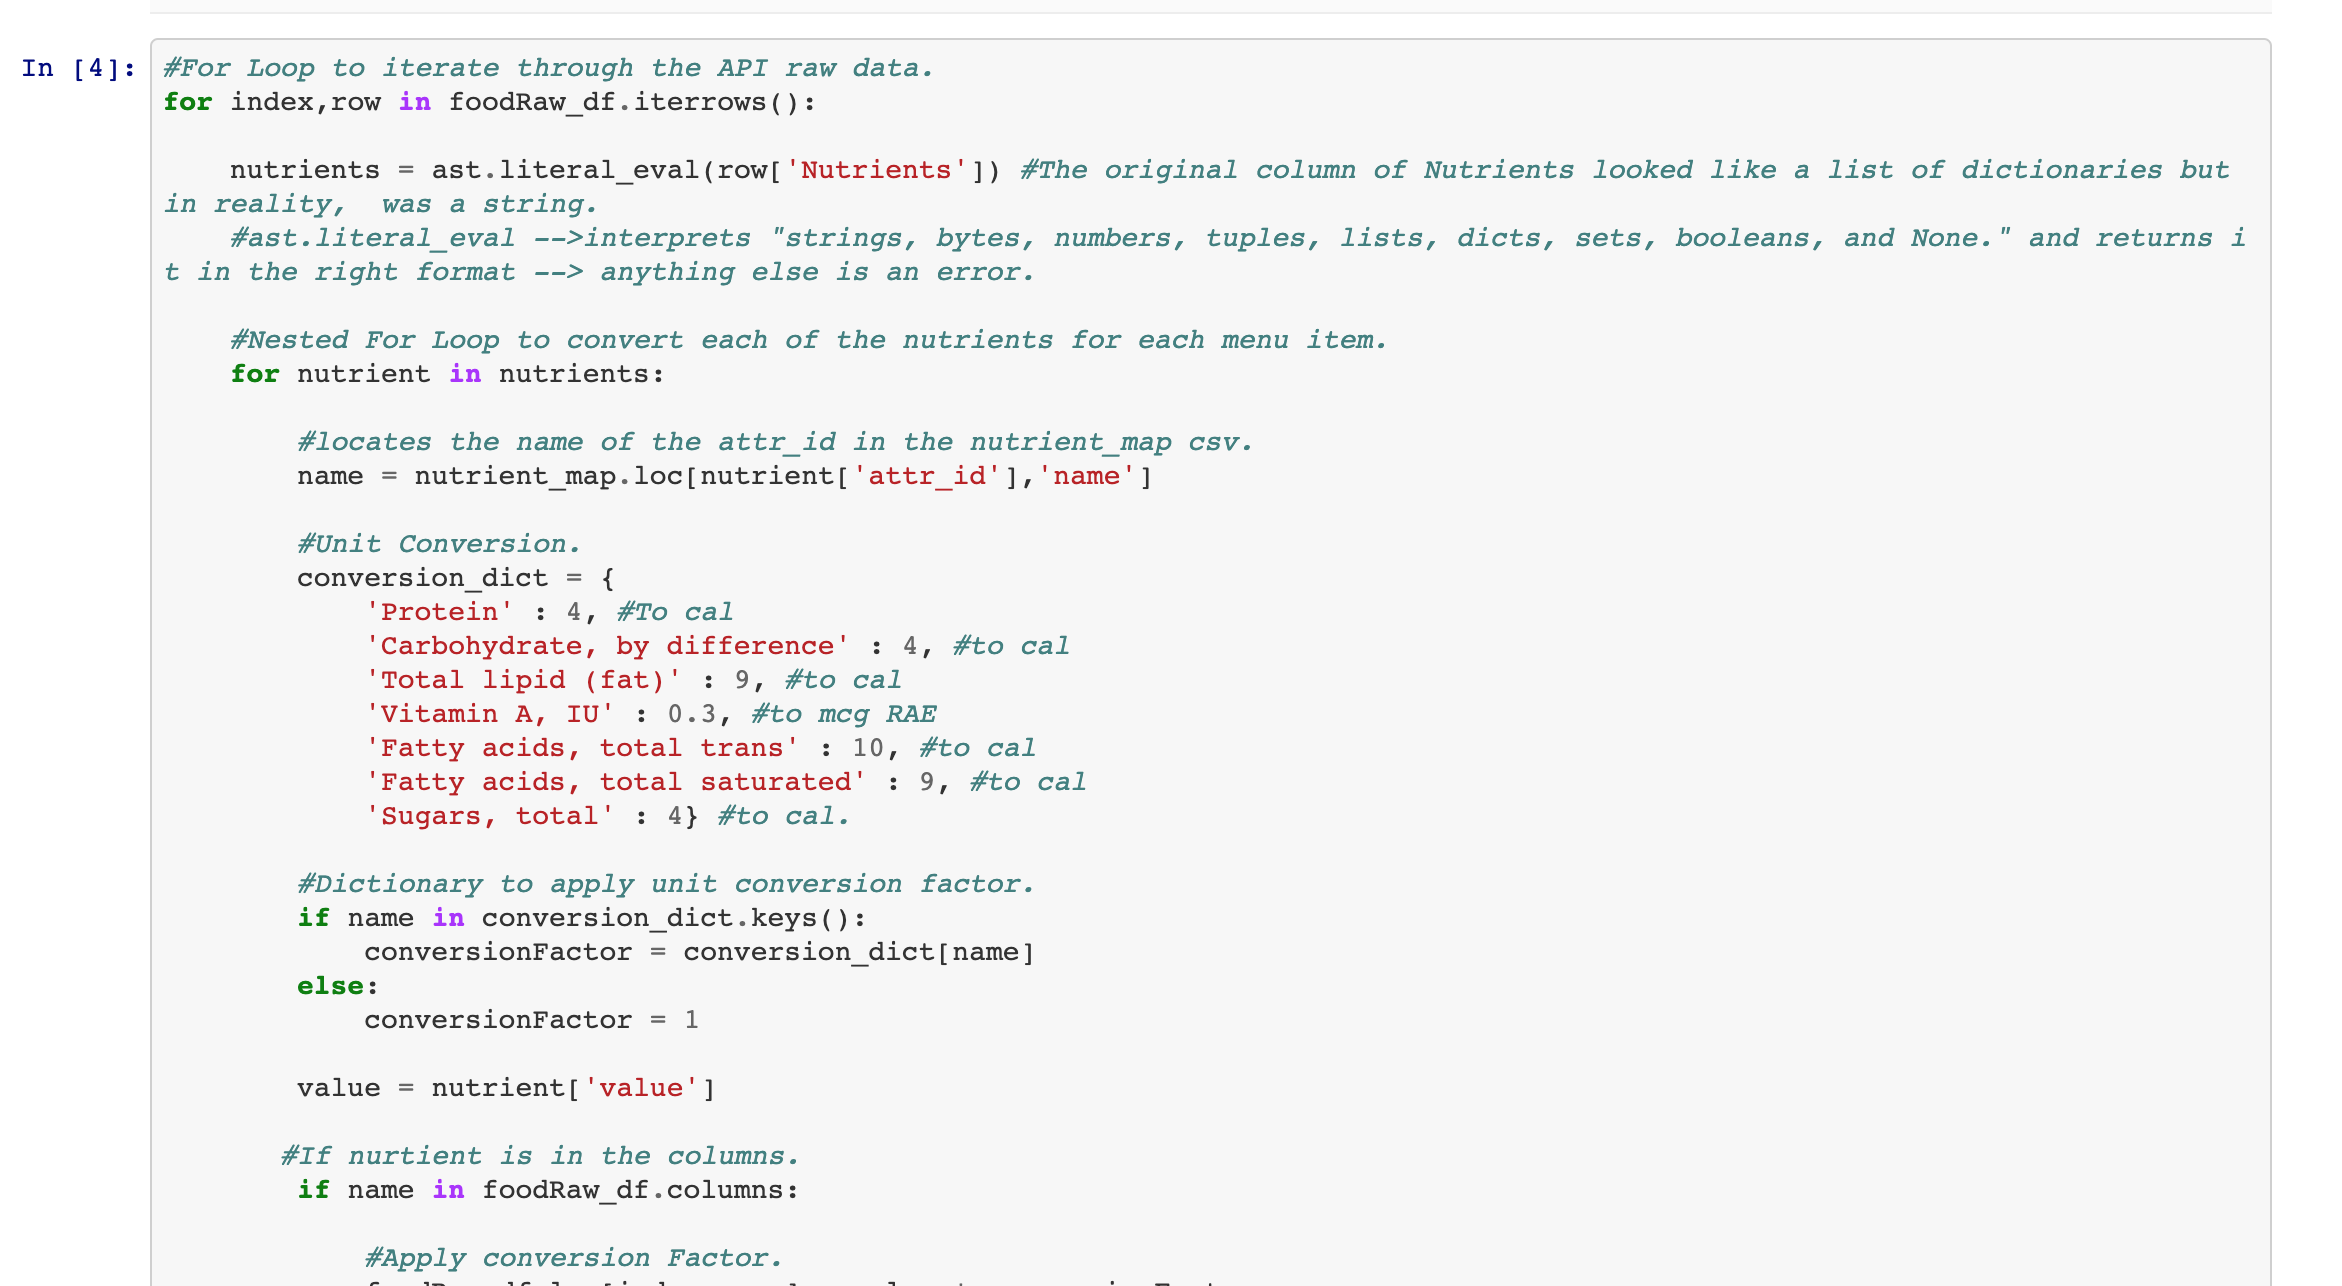 In [4]: #For Loop to iterate through the API raw data.
for index,row in foodRaw_df.iterrows():
nutrients = ast.literal_eval(row['Nutrients']) #The original column of Nutrients looked like a list of dictionaries but
in reality,  was a string.
#ast.literal_eval -->interprets "strings, bytes, numbers, tuples, lists, dicts, sets, booleans, and None." and returns i
t in the right format --> anything else is an error.
#Nested For Loop to convert each of the nutrients for each menu item.
for nutrient in nutrients:
#locates the name of the attr_id in the nutrient_map csv.
name = nutrient_map.loc[nutrient['attr_id'],'name']
#Unit Conversion.
conversion_dict = {
'Protein' : 4, #To cal
'Carbohydrate, by difference' : 4, #to cal
'Total lipid (fat)' : 9, #to cal
'Vitamin A, IU' : 0.3, #to mcg RAE
'Fatty acids, total trans' : 10, #to cal
'Fatty acids, total saturated' : 9, #to cal
'Sugars, total' : 4} #to cal.
#Dictionary to apply unit conversion factor.
if name in conversion_dict.keys():
conversionFactor = conversion_dict[name]
else:
conversionFactor = 1
value = nutrient['value']
#If nurtient is in the columns.
if name in foodRaw_df.columns:
#Apply conversion Factor.